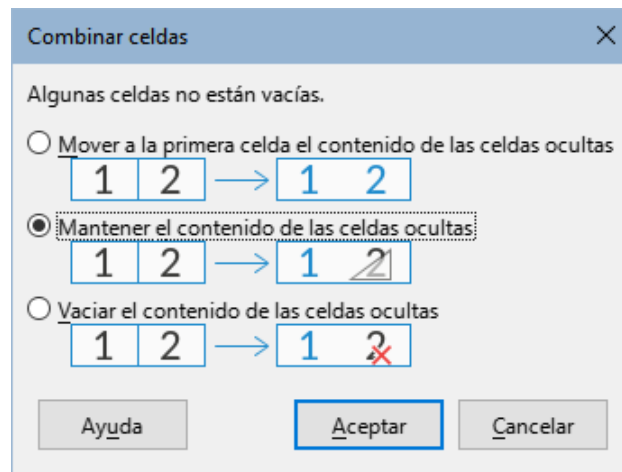 Combinar celdas
Algunas celdas no están vacías.
Mover a la primera celda el contenido de las celdas ocultas
1 2 1 2
Mantener el contenido de las celdas ocultas
1 2 1 2
Vaciar el contenido de las celdas ocultas
1 2 1 2
Ayuda Aceptar Cancelar